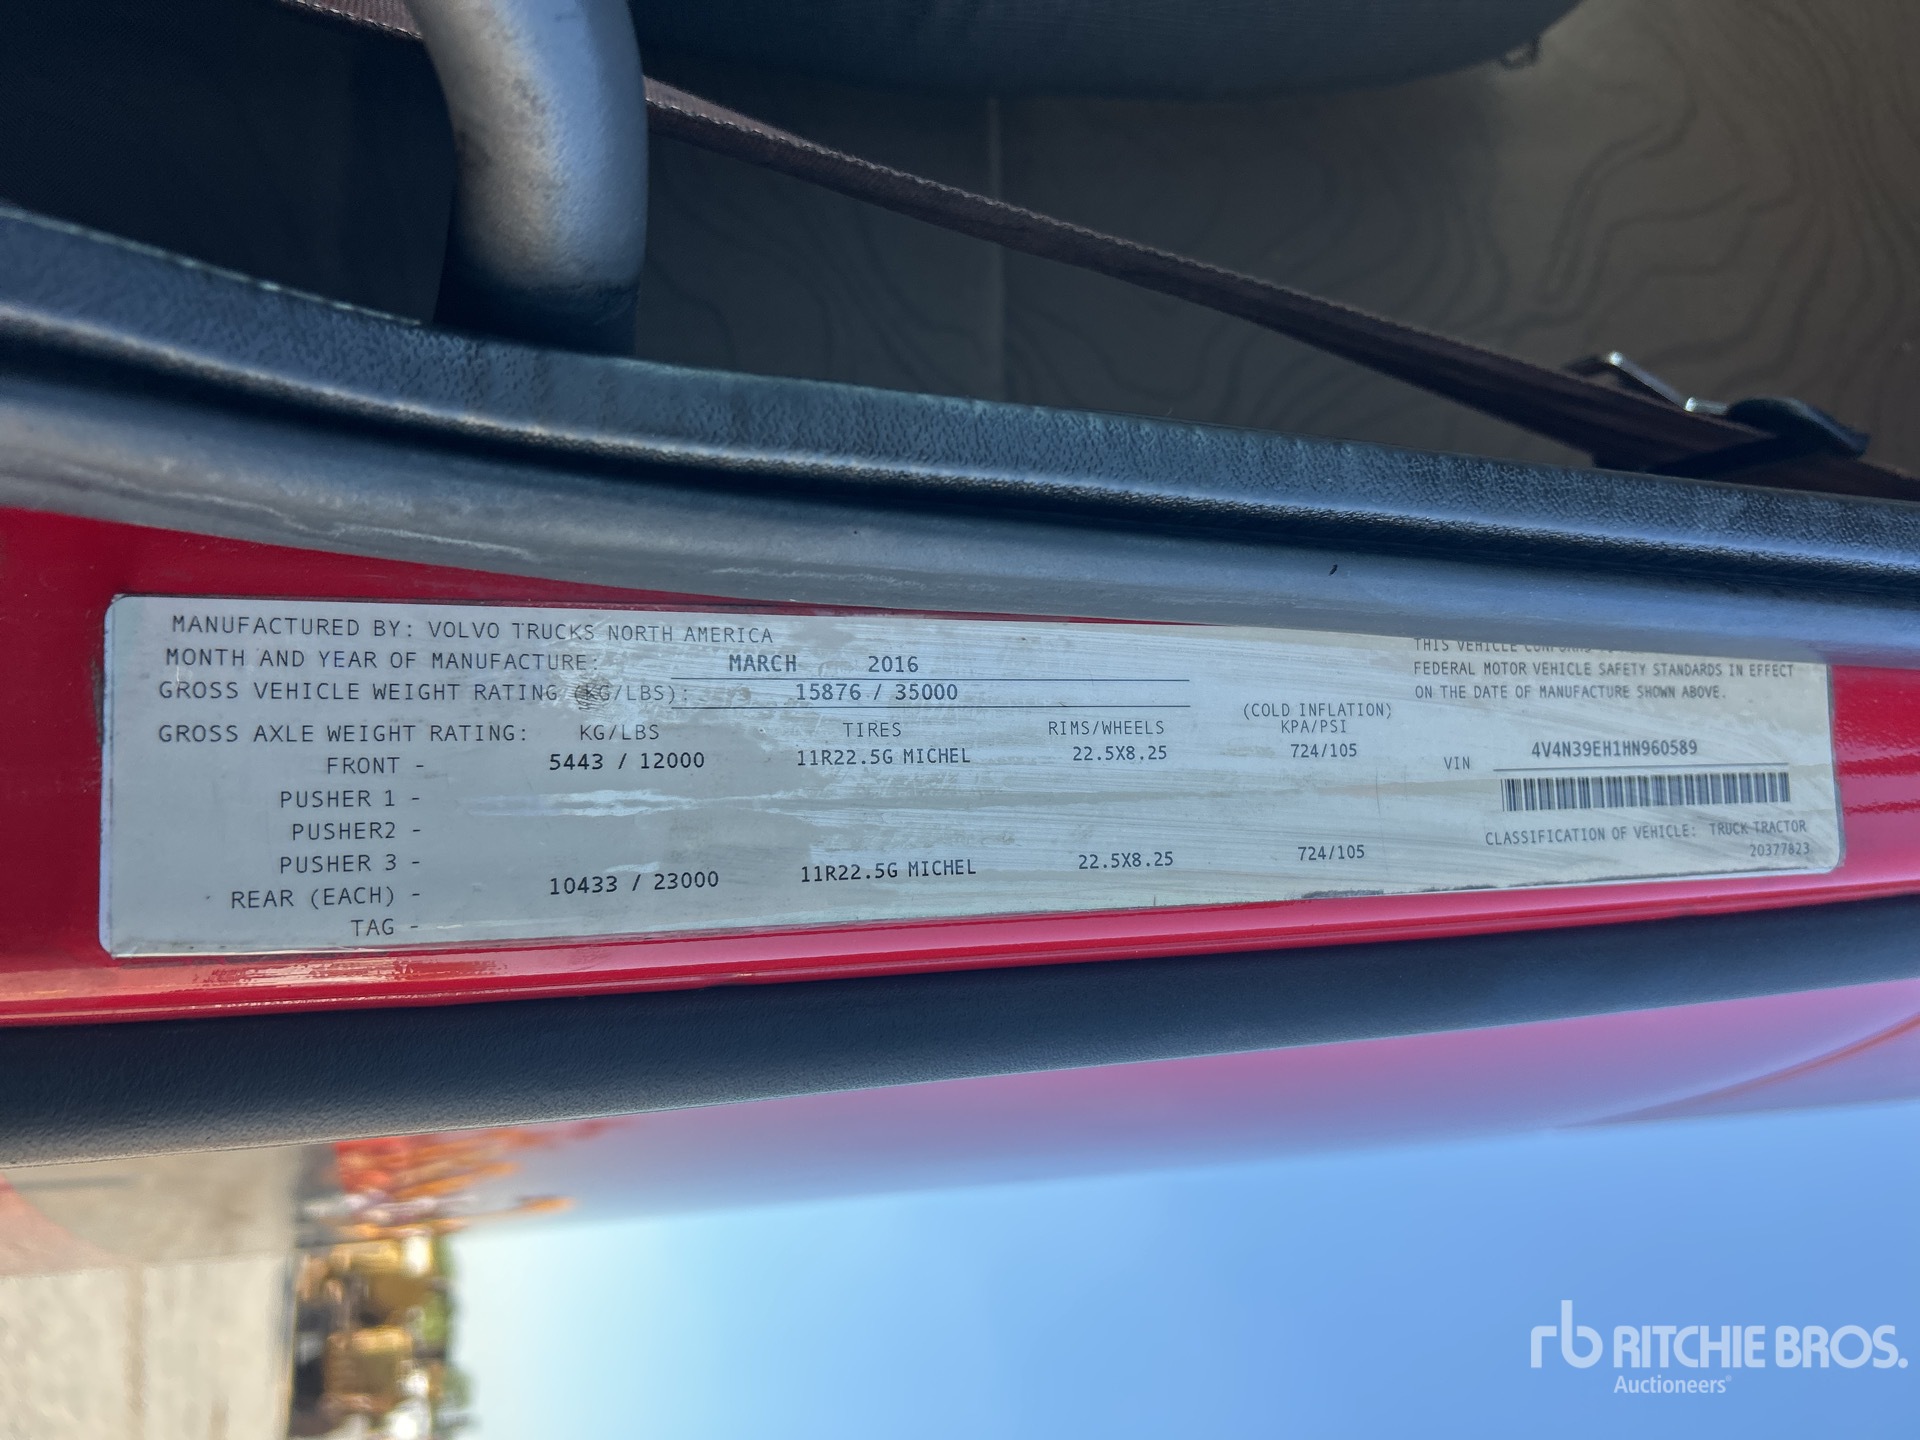 MANUFACTURED BY: VOLVO TRUCKS NORTH AMERICA
MONTH AND YEAR OF MANUFACTURE: MARCH 2016
GROSS VEHICLE WEIGHT RATING (KG/LBS): 15876 / 35000
GROSS AXLE WEIGHT RATING: KG/LBS TIRES RIMS/WHEELS (COLD INFLATION) KPA/PSI
FRONT - 5443 / 12000 11R22.5G MICHEL 22.5X8.25 724/105
PUSHER 1 -
PUSHER2 -
PUSHER 3 -
REAR (EACH) - 10433 / 23000 11R22.5G MICHEL 22.5X8.25 724/105
TAG -
THIS VEHICLE CONFORMS
FEDERAL MOTOR VEHICLE SAFETY STANDARDS IN EFFECT
ON THE DATE OF MANUFACTURE SHOWN ABOVE.
VIN 4V4N39EH1HN960589
CLASSIFICATION OF VEHICLE: TRUCK TRACTOR
20377823
rb RITCHIE BROS.
Auctioneers